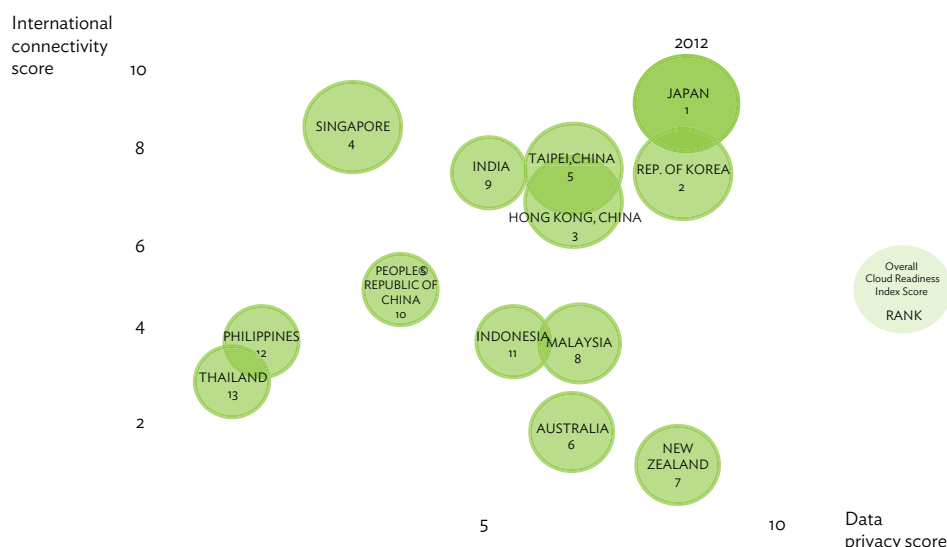 International
connectivity
score
2012
10
JAPAN
1
SINGAPORE
4
8
TAIPEI,CHINA
5
INDIA
9
REP. OF KOREA
2
HONG KONG, CHINA
3
6
PEOPLE®S
REPUBLIC OF
CHINA
10
Overall
Cloud Readiness
Index Score
RANK
4
PHILIPPINES
12
INDONESIA
11
MALAYSIA
8
THAILAND
13
2
AUSTRALIA
6
NEW
ZEALAND
7
5
10
Data
privacy score